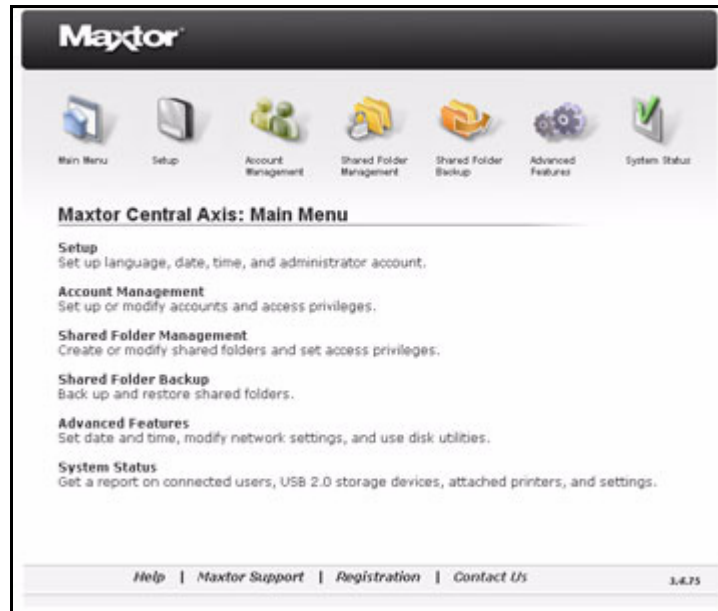 Maxtor
Main Menu
Setup
Account Management
Shared Folder Management
Shared Folder Backup
Advanced Features
System Status
Maxtor Central Axis: Main Menu
Setup
Set up language, date, time, and administrator account.
Account Management
Set up or modify accounts and access privileges.
Shared Folder Management
Create or modify shared folders and set access privileges.
Shared Folder Backup
Back up and restore shared folders.
Advanced Features
Set date and time, modify network settings, and use disk utilities.
System Status
Get a report on connected users, USB 2.0 storage devices, attached printers, and settings.
Help | Maxtor Support | Registration | Contact Us
3.4.75